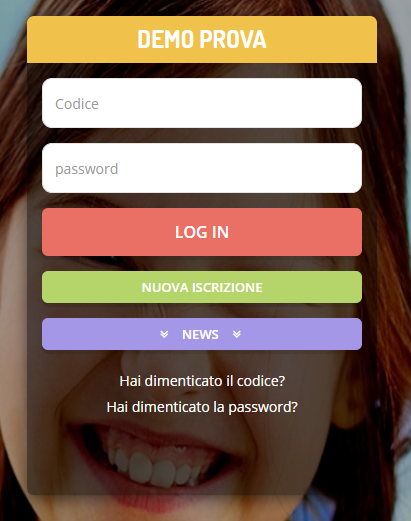 DEMO PROVA
Codice
password
LOG IN
NUOVA ISCRIZIONE
NEWS
Hai dimenticato il codice?
Hai dimenticato la password?